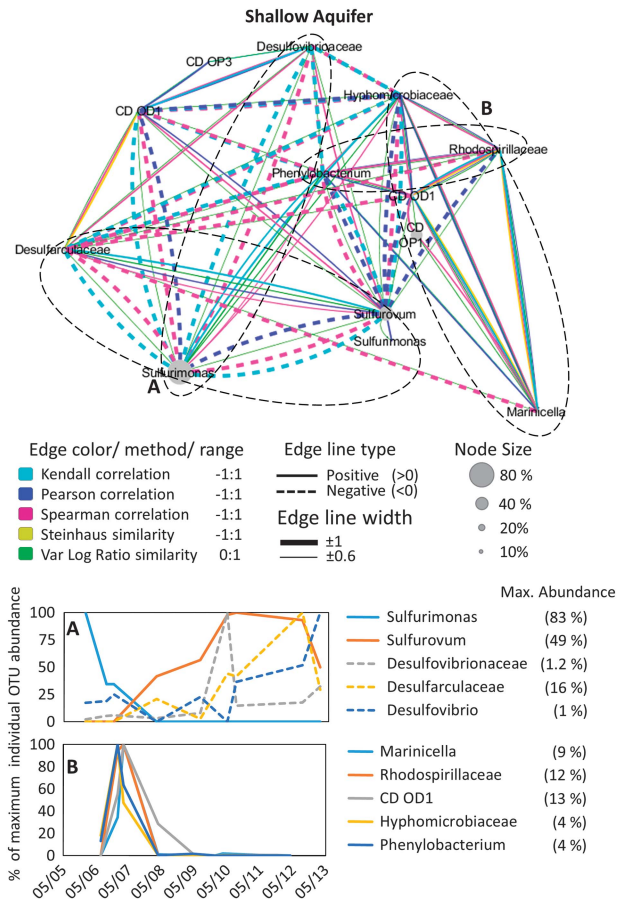 Shallow Aquifer
Desulfovibrionaceae
CD OP3
Hyphomicrobiaceae
CD OD1
B
Rhodospirillaceae
Phenylobacterium
CD OD1
CD
OP11
Desulfarculaceae
Sulfurovum
Sulfurimonas
Sulfurimonas
A
Marinicella
Edge color/ method/ range
Kendall correlation -1:1
Pearson correlation -1:1
Spearman correlation -1:1
Steinhaus similarity -1:1
Var Log Ratio similarity 0:1
Edge line type
Positive (>0)
Negative (<0)
Edge line width
±1
±0.6
Node Size
80 %
40 %
20%
10%
% of maximum individual OTU abundance
A
100
75
50
25
0
Max. Abundance
Sulfurimonas (83 %)
Sulfurovum (49 %)
Desulfovibrionaceae (1.2 %)
Desulfarculaceae (16 %)
Desulfovibrio (1 %)
B
100
80
60
40
20
0
Marinicella (9 %)
Rhodospirillaceae (12 %)
CD OD1 (13 %)
Hyphomicrobiaceae (4 %)
Phenylobacterium (4 %)
05/05 05/06 05/07 05/08 05/09 05/10 05/11 05/12 05/13